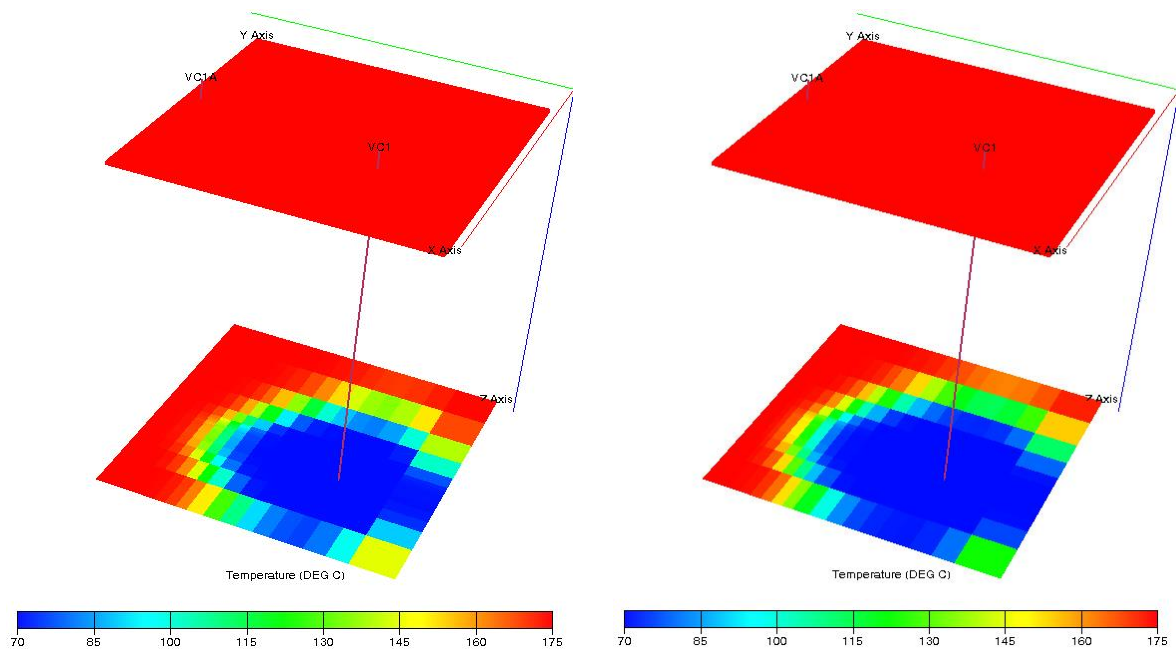 Y Axis
VC1A
VC1
X Axis
Z Axis
Temperature (DEG C)
70 85 100 115 130 145 160 175
Y Axis
VC1A
VC1
X Axis
Z Axis
Temperature (DEG C)
70 85 100 115 130 145 160 175